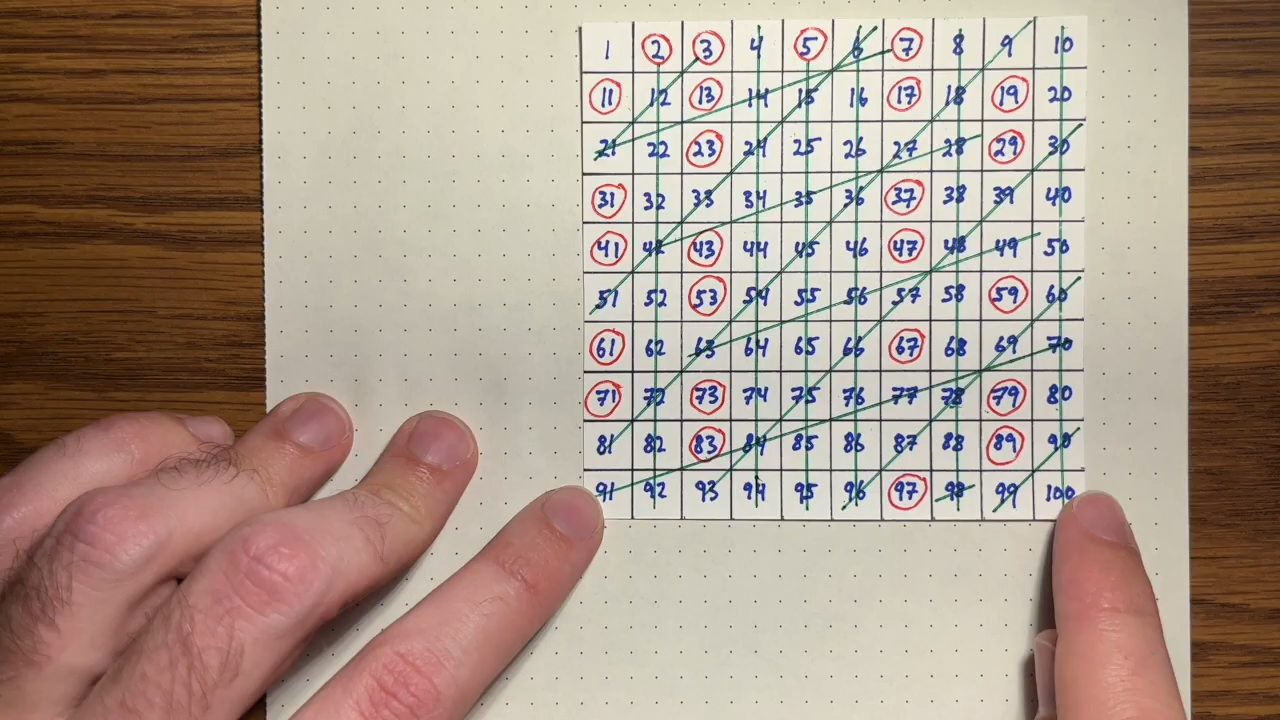 1 2 3 4 5 6 7 8 9 10
11 12 13 14 15 16 17 18 19 20
21 22 23 24 25 26 27 28 29 30
31 32 33 34 35 36 37 38 39 40
41 42 43 44 45 46 47 48 49 50
51 52 53 54 55 56 57 58 59 60
61 62 63 64 65 66 67 68 69 70
71 72 73 74 75 76 77 78 79 80
81 82 83 84 85 86 87 88 89 90
91 92 93 94 95 96 97 98 99 100